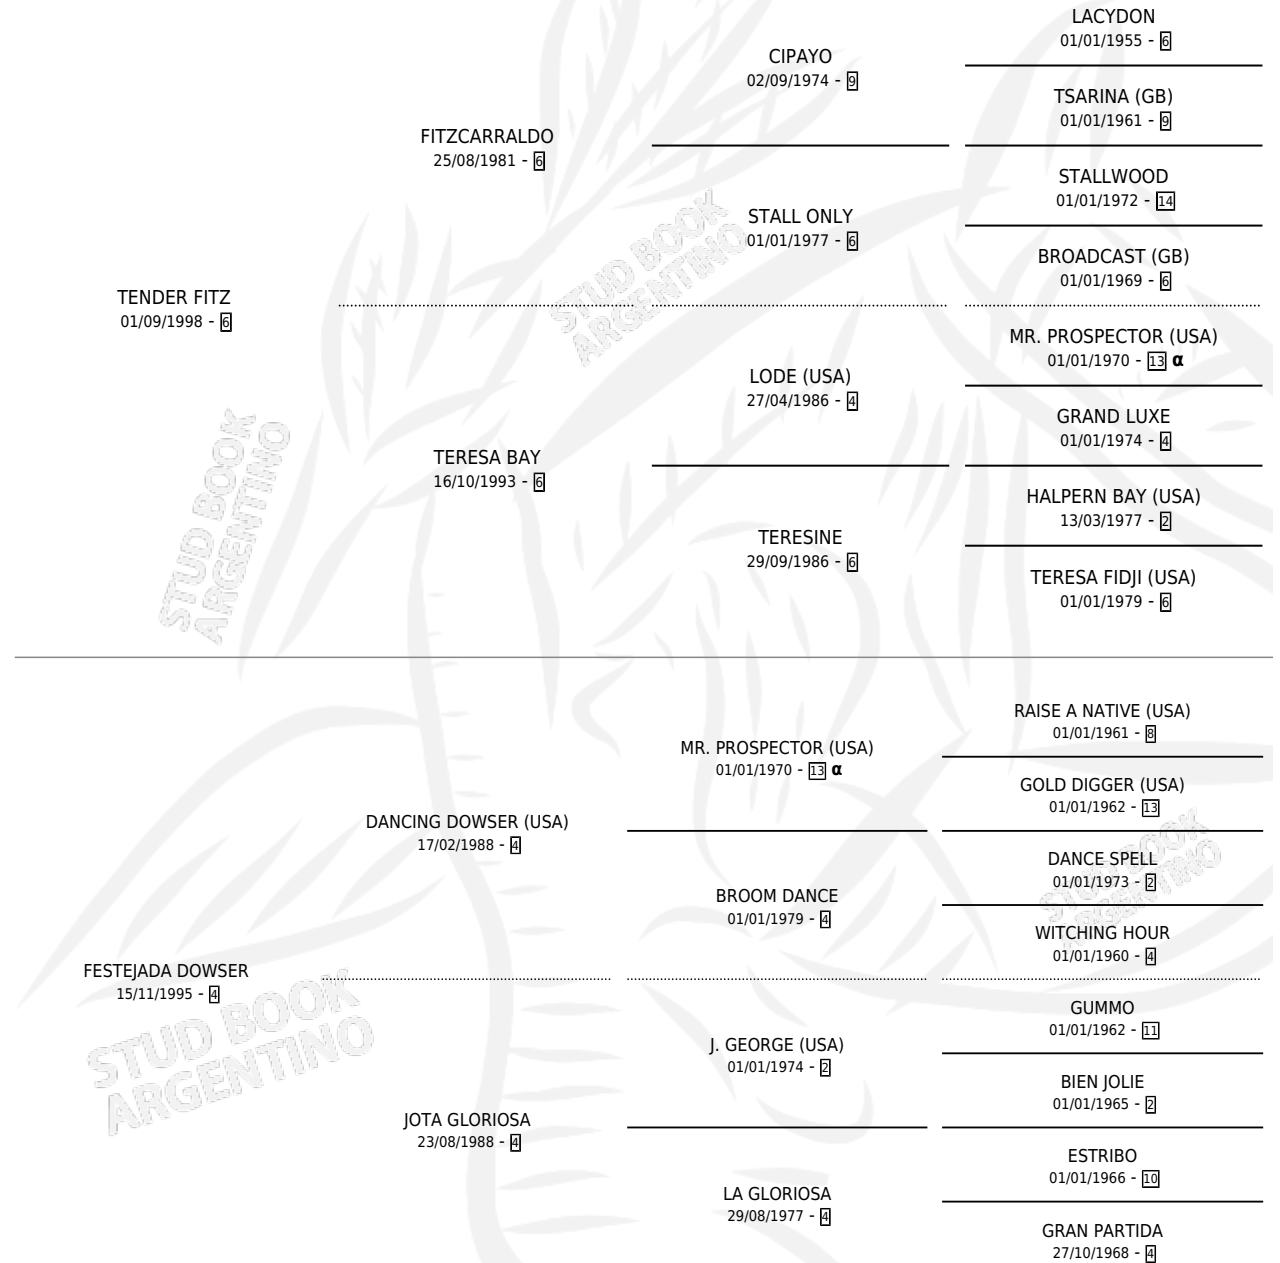 LACYDON
01/01/1955 - 6
CIPAYO
02/09/1974 - 9
TSARINA (GB)
01/01/1961 - 9
FITZCARRALDO
25/08/1981 - 6
STALLWOOD
01/01/1972 - 14
STALL ONLY
01/01/1977 - 6
BROADCAST (GB)
01/01/1969 - 6
TENDER FITZ
01/09/1998 - 6
MR. PROSPECTOR (USA)
01/01/1970 - 13 α
LODE (USA)
27/04/1986 - 4
GRAND LUXE
01/01/1974 - 4
TERESA BAY
16/10/1993 - 6
HALPERN BAY (USA)
13/03/1977 - 2
TERESINE
29/09/1986 - 6
TERESA FIDJI (USA)
01/01/1979 - 6
STUD BOOK
ARGENTINO
STUD BOOK
ARGENTINO
RAISE A NATIVE (USA)
01/01/1961 - 8
MR. PROSPECTOR (USA)
01/01/1970 - 13 α
GOLD DIGGER (USA)
01/01/1962 - 13
DANCING DOWSER (USA)
17/02/1988 - 4
DANCE SPELL
01/01/1973 - 2
BROOM DANCE
01/01/1979 - 4
WITCHING HOUR
01/01/1960 - 4
FESTEJADA DOWSER
15/11/1995 - 4
GUMMO
01/01/1962 - 11
J. GEORGE (USA)
01/01/1974 - 2
BIEN JOLIE
01/01/1965 - 2
JOTA GLORIOSA
23/08/1988 - 4
ESTRIBO
01/01/1966 - 10
LA GLORIOSA
29/08/1977 - 4
GRAN PARTIDA
27/10/1968 - 4
STUD BOOK
ARGENTINO
STUD BOOK
ARGENTINO